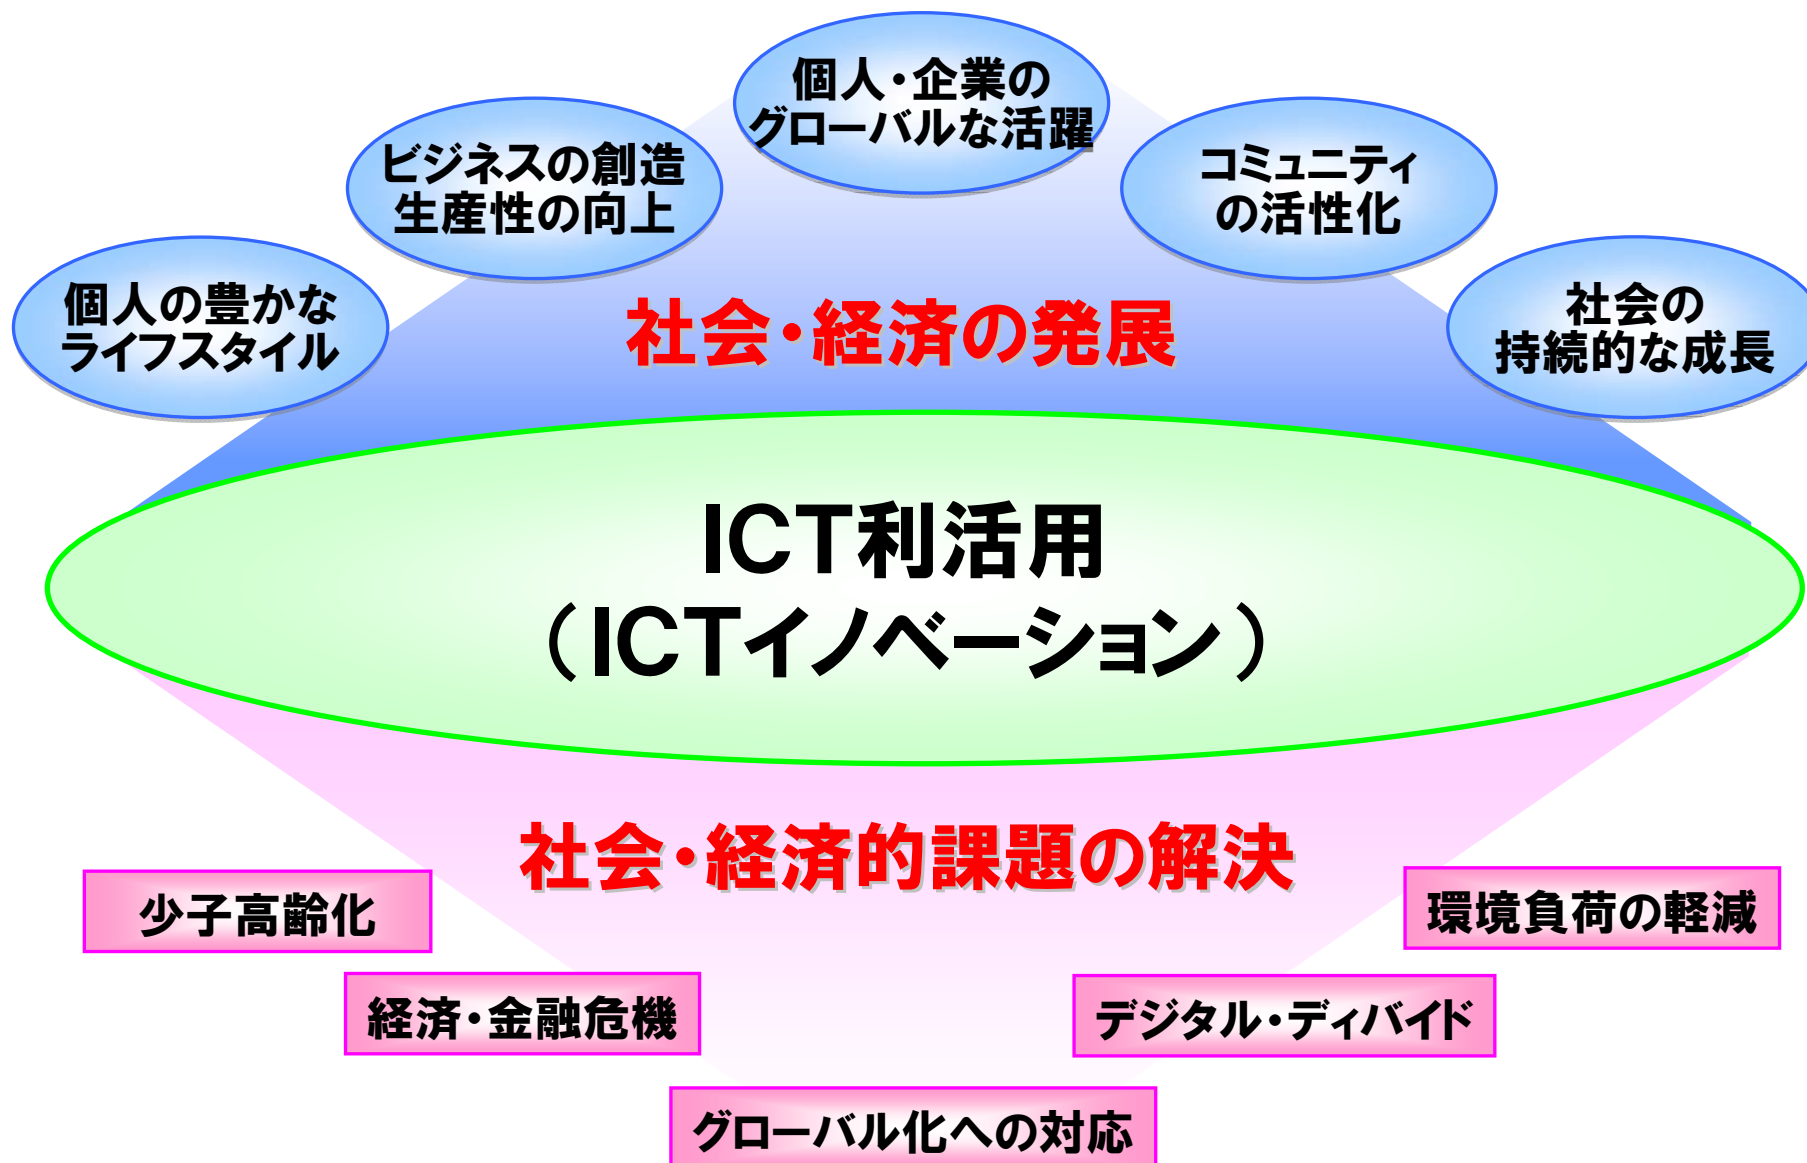 個人・企業の
グローバルな活躍
ビジネスの創造
生産性の向上
コミュニティ
の活性化
個人の豊かな
ライフスタイル
社会の
持続的な成長
社会・経済の発展
ICT利活用
（ICTイノベーション）
社会・経済的課題の解決
少子高齢化
環境負荷の軽減
経済・金融危機
デジタル・ディバイド
グローバル化への対応